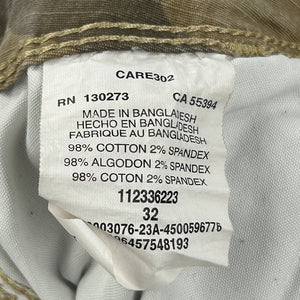 CARE302
RN 130273 CA 55394
MADE IN BANGLADESH
HECHO EN BANGLADESH
FABRIQUE AU BANGLADESH
98% COTTON 2% SPANDEX
98% ALGODON 2% SPANDEX
98% COTON 2% SPANDEX
112336223
32